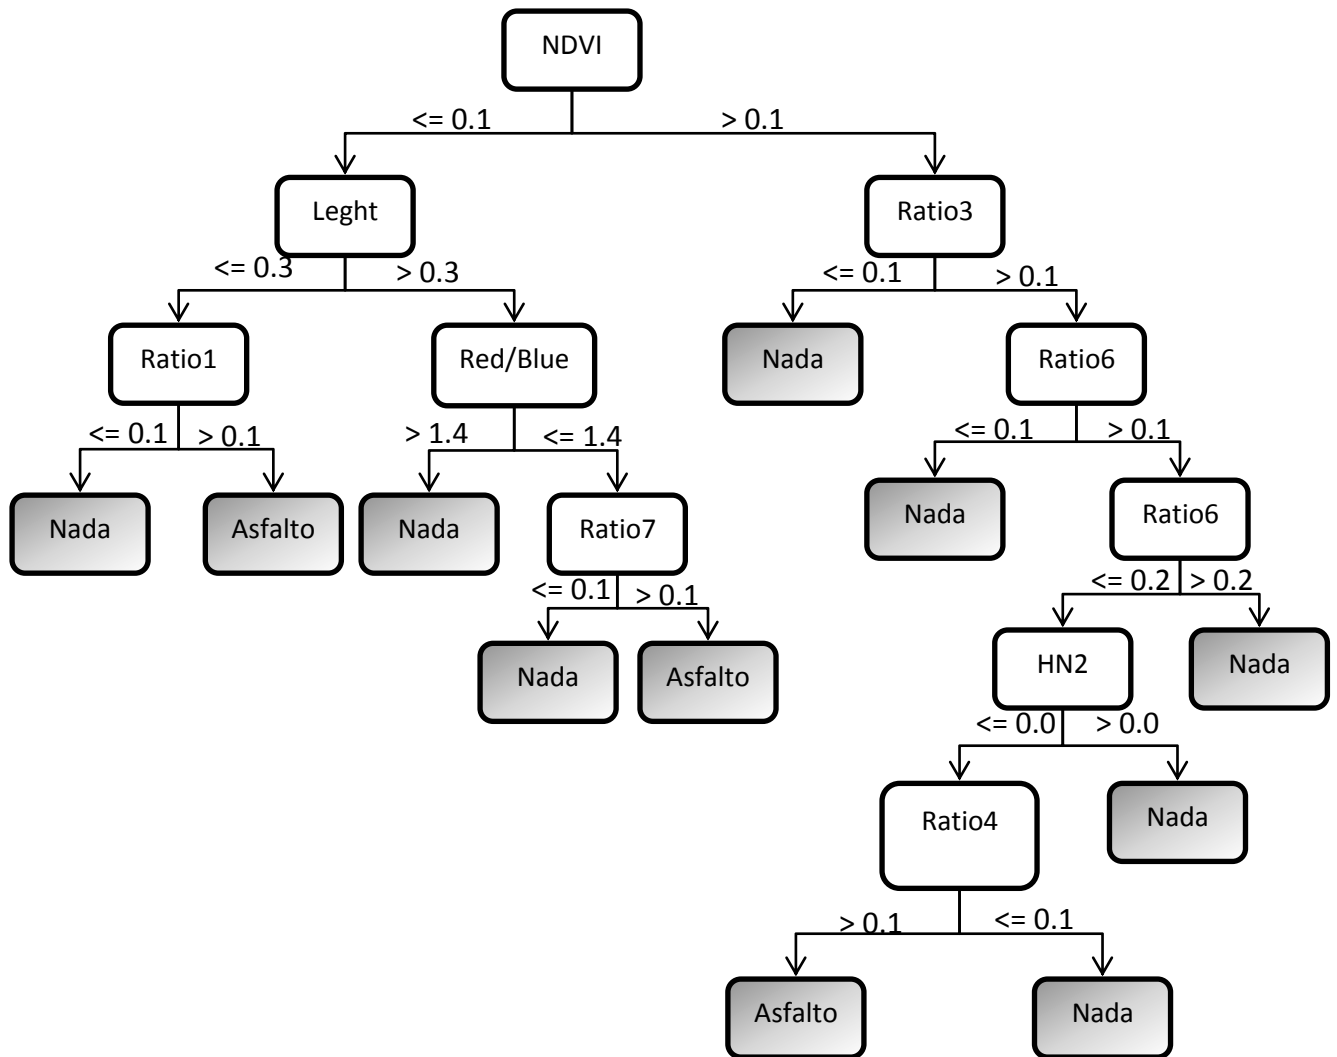 NDVI
<= 0.1
> 0.1
Leght
Ratio3
<= 0.3
> 0.3
<= 0.1
> 0.1
Ratio1
Red/Blue
Nada
Ratio6
<= 0.1
> 0.1
> 1.4
<= 1.4
<= 0.1
> 0.1
Nada
Asfalto
Nada
Ratio7
Nada
Ratio6
<= 0.1
> 0.1
<= 0.2
> 0.2
Nada
Asfalto
HN2
Nada
<= 0.0
> 0.0
Ratio4
Nada
> 0.1
<= 0.1
Asfalto
Nada